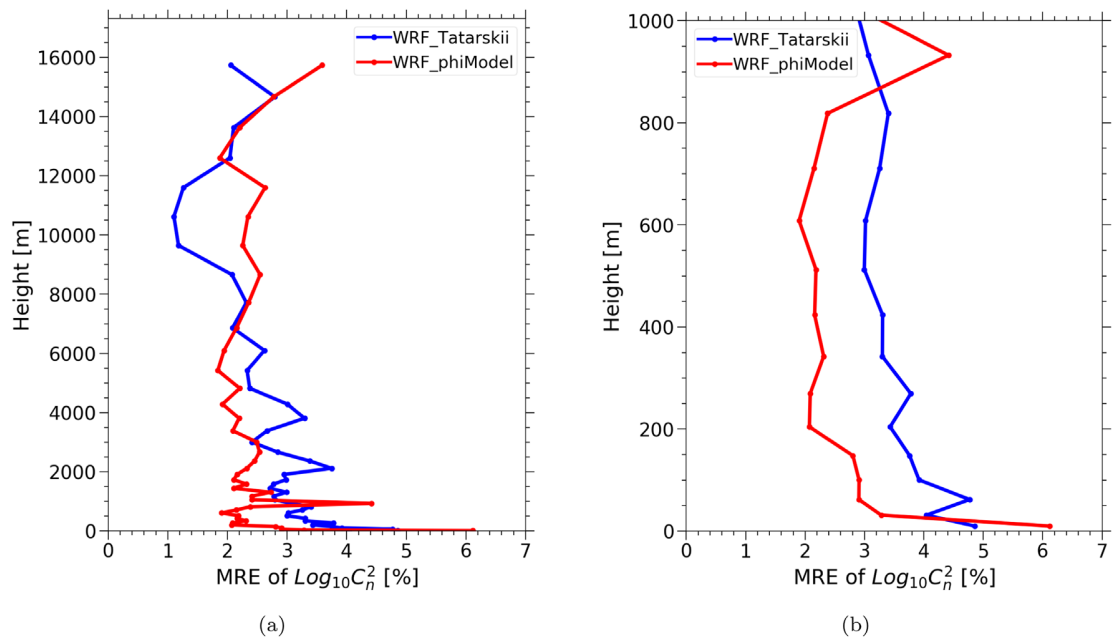 WRF_Tatarskii
WRF_phiModel
16000
14000
12000
10000
8000
6000
4000
2000
0
Height [m]
0 1 2 3 4 5 6 7
MRE of Log₁₀Cₙ² [%]
(a)
WRF_Tatarskii
WRF_phiModel
1000
800
600
400
200
0
Height [m]
0 1 2 3 4 5 6 7
MRE of Log₁₀Cₙ² [%]
(b)